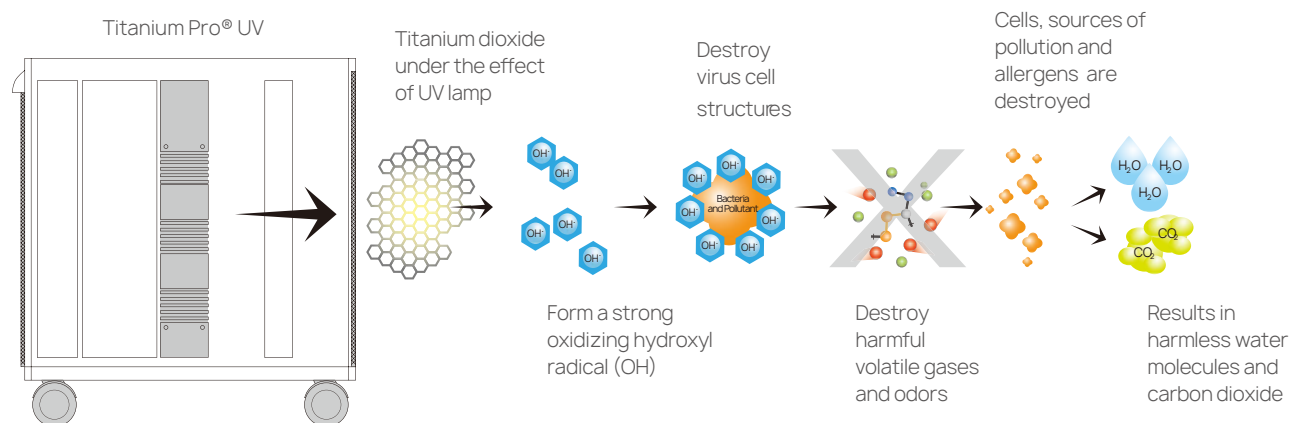 Titanium Pro® UV
Titanium dioxide
under the effect
of UV lamp
OH-
OH-
OH-
OH-
OH-
Form a strong
oxidizing hydroxyl
radical (OH)
Destroy
virus cell
structures
OH-
OH-
OH-
OH-
OH-
OH-
OH-
OH-
Bacteria
and Pollutant
Destroy
harmful
volatile gases
and odors
Cells, sources of
pollution and
allergens are
destroyed
H₂O
H₂O
H₂O
CO₂
CO₂
Results in
harmless water
molecules and
carbon dioxide